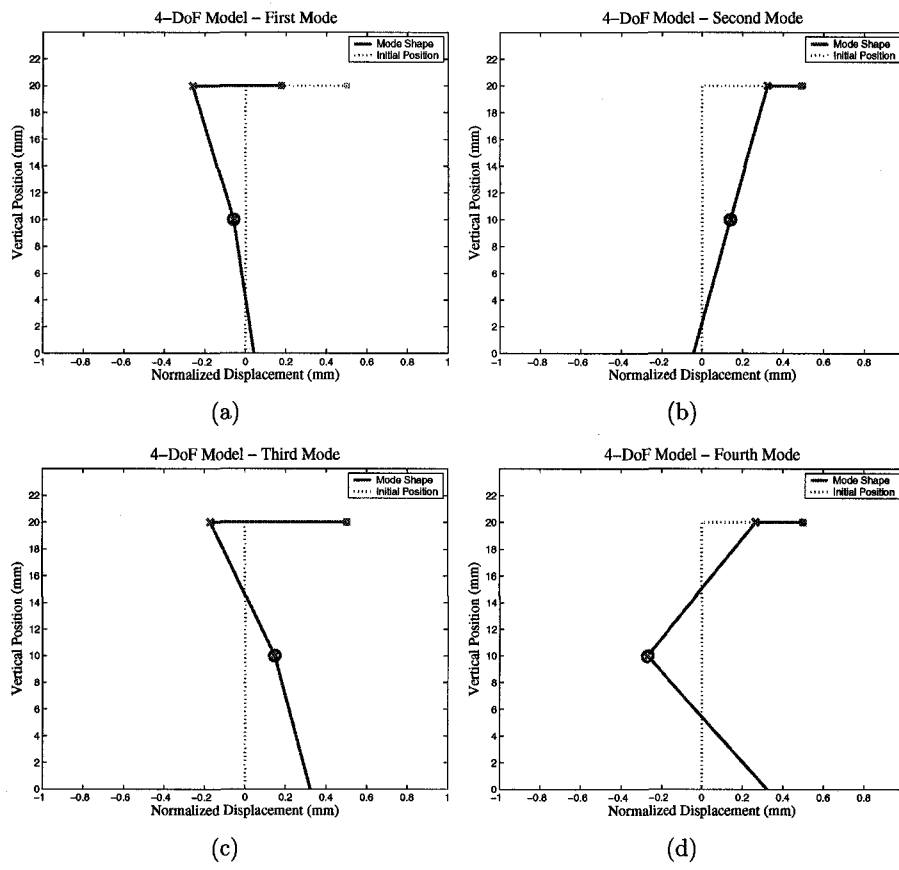 4–DoF Model – First Mode
Mode Shape
Initial Position
22
20
18
16
14
12
10
8
6
4
2
0
Vertical Position (mm)
-1 -0.8 -0.6 -0.4 -0.2 0 0.2 0.4 0.6 0.8 1
Normalized Displacement (mm)
(a)
4–DoF Model – Second Mode
Mode Shape
Initial Position
22
20
18
16
14
12
10
8
6
4
2
0
Vertical Position (mm)
-1 -0.8 -0.6 -0.4 -0.2 0 0.2 0.4 0.6 0.8
Normalized Displacement (mm)
(b)
4–DoF Model – Third Mode
Mode Shape
Initial Position
22
20
18
16
14
12
10
8
6
4
2
0
Vertical Position (mm)
-1 -0.8 -0.6 -0.4 -0.2 0 0.2 0.4 0.6 0.8 1
Normalized Displacement (mm)
(c)
4–DoF Model – Fourth Mode
Mode Shape
Initial Position
22
20
18
16
14
12
10
8
6
4
2
0
Vertical Position (mm)
-1 -0.8 -0.6 -0.4 -0.2 0 0.2 0.4 0.6 0.8
Normalized Displacement (mm)
(d)